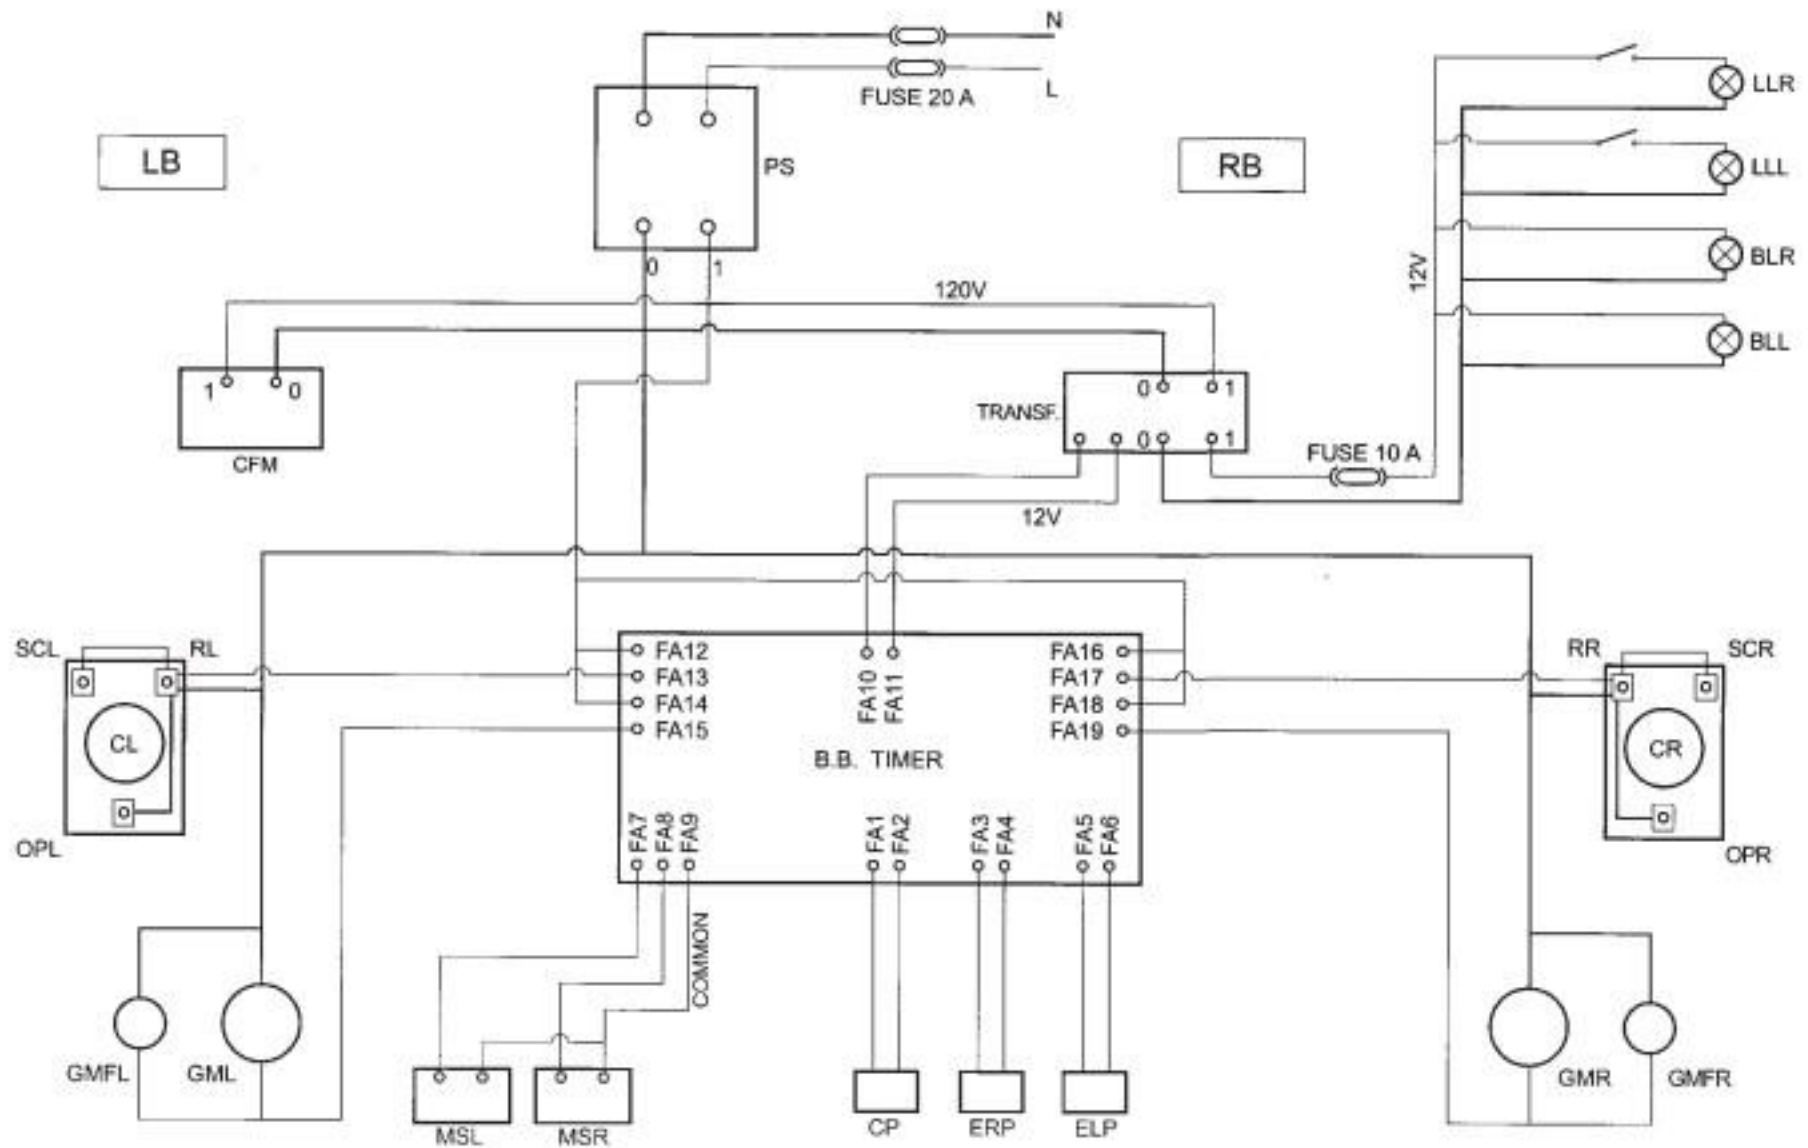 N
L
FUSE 20 A
LLR
LB
PS
RB
LLL
BLR
0 1
120V
12V
BLL
1 0
CFM
TRANSF.
0 1
0 1
FUSE 10 A
12V
SCL RL
FA12
FA13
FA14
FA15
FA10
FA11
FA16
FA17
FA18
FA19
RR SCR
CL
B.B. TIMER
CR
OPL
FA7
FA8
FA9
FA1
FA2
FA3
FA4
FA5
FA6
OPR
COMMON
GMFL
GML
MSL
MSR
CP
ERP
ELP
GMR
GMFR